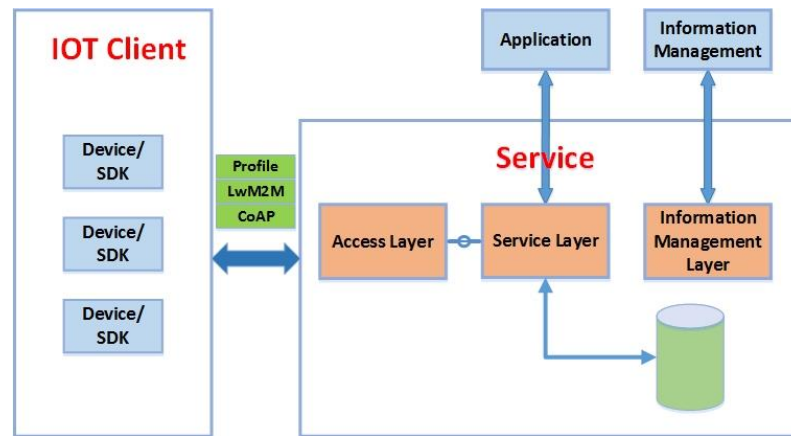 IOT Client
Device/
SDK
Device/
SDK
Device/
SDK
Profile
LwM2M
CoAP
Application
Information
Management
Service
Access Layer
Service Layer
Information
Management
Layer